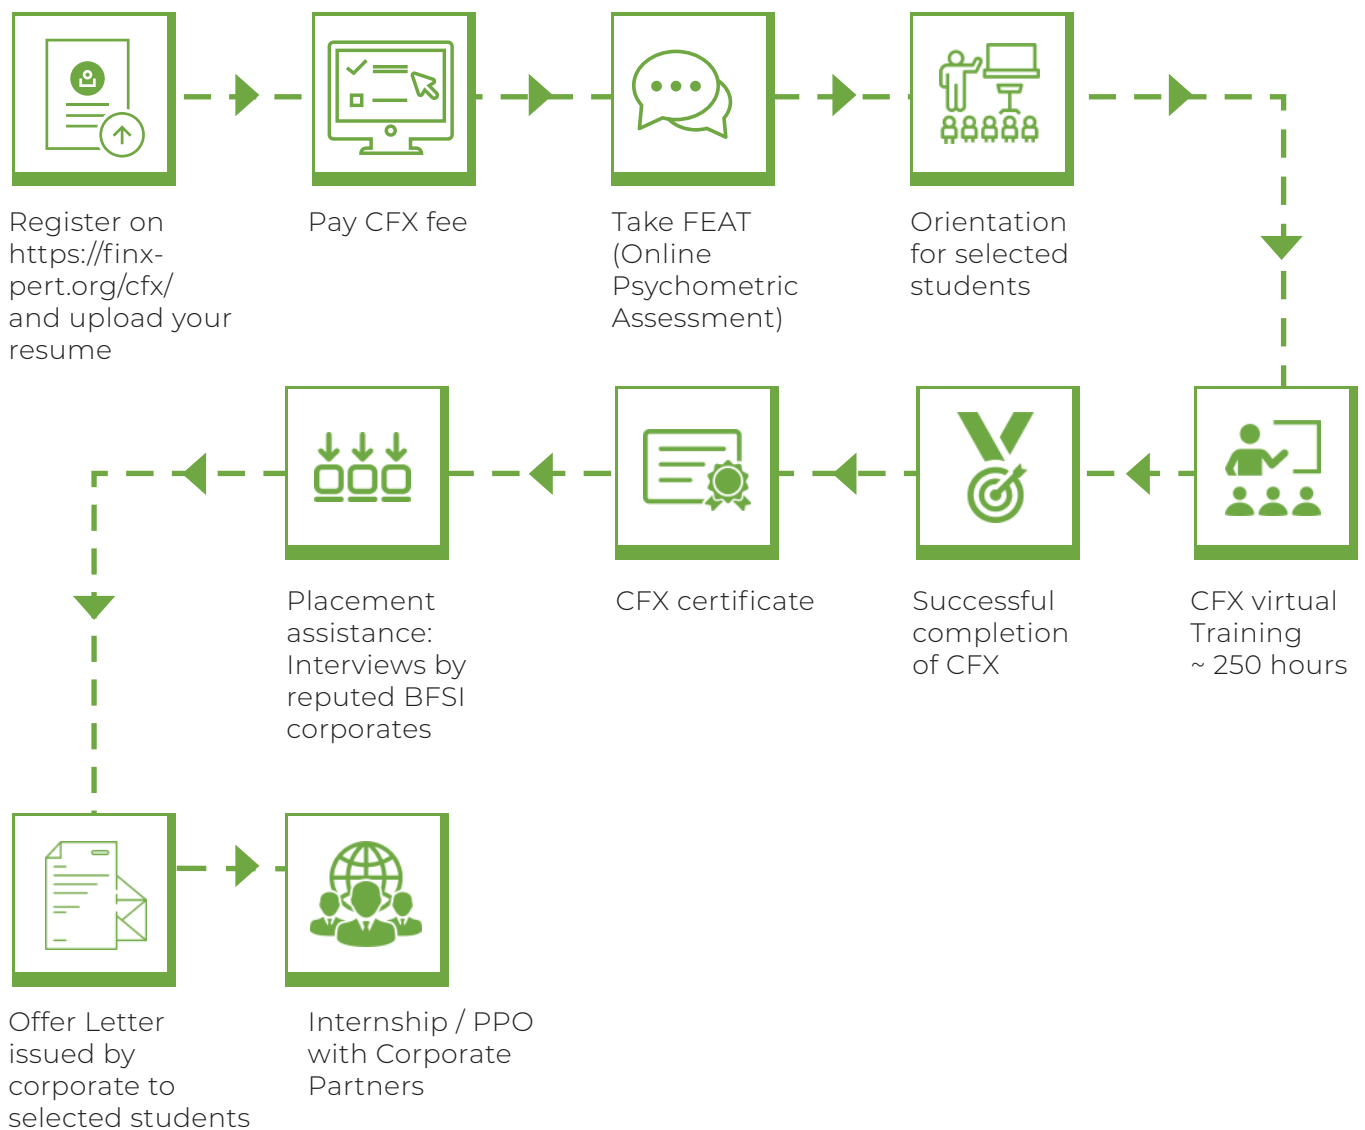 Register on
https://finx-
pert.org/cfx/
and upload your
resume
Pay CFX fee
Take FEAT
(Online
Psychometric
Assessment)
Orientation
for selected
students
CFX virtual
Training
~ 250 hours
Successful
completion
of CFX
CFX certificate
Placement
assistance:
Interviews by
reputed BFSI
corporates
Offer Letter
issued by
corporate to
selected students
Internship / PPO
with Corporate
Partners